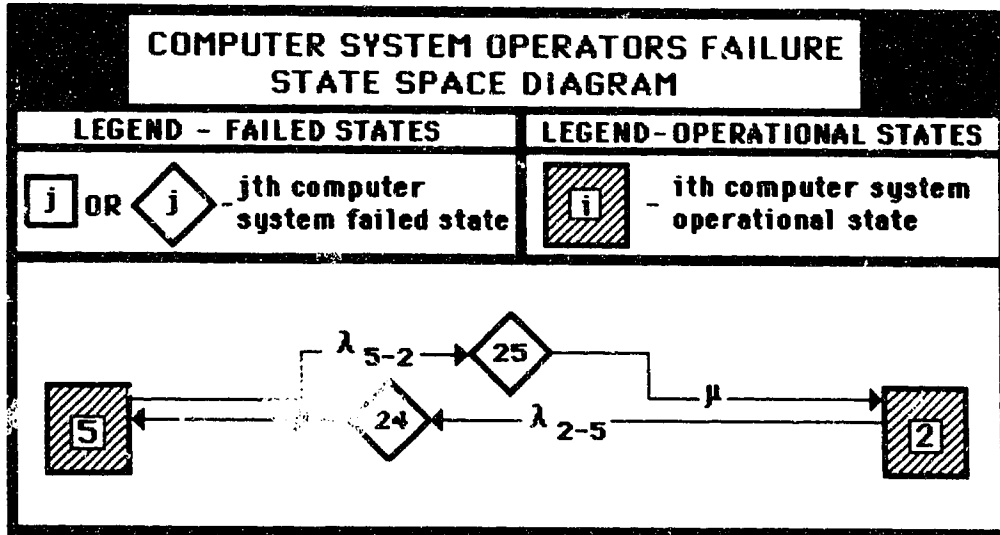 COMPUTER SYSTEM OPERATORS FAILURE
STATE SPACE DIAGRAM
LEGEND - FAILED STATES
j OR j - jth computer
system failed state
LEGEND-OPERATIONAL STATES
i - ith computer system
operational state
λ 5-2
25
5
24
λ 2-5
μ
2